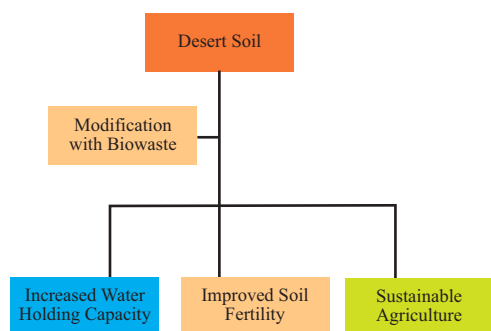 Desert Soil
Modification
with Biowaste
Increased Water
Holding Capacity
Improved Soil
Fertility
Sustainable
Agriculture